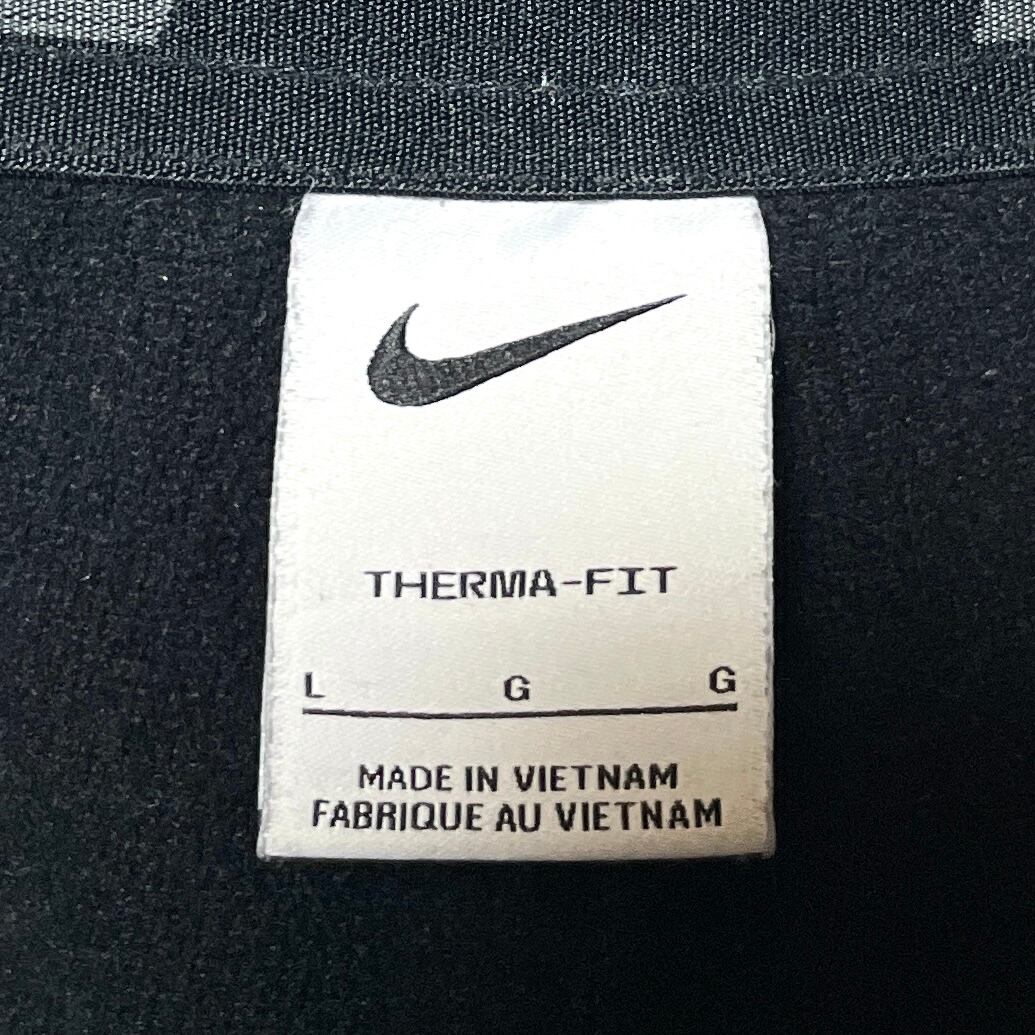 THERMA-FIT
L G G
MADE IN VIETNAM
FABRIQUE AU VIETNAM